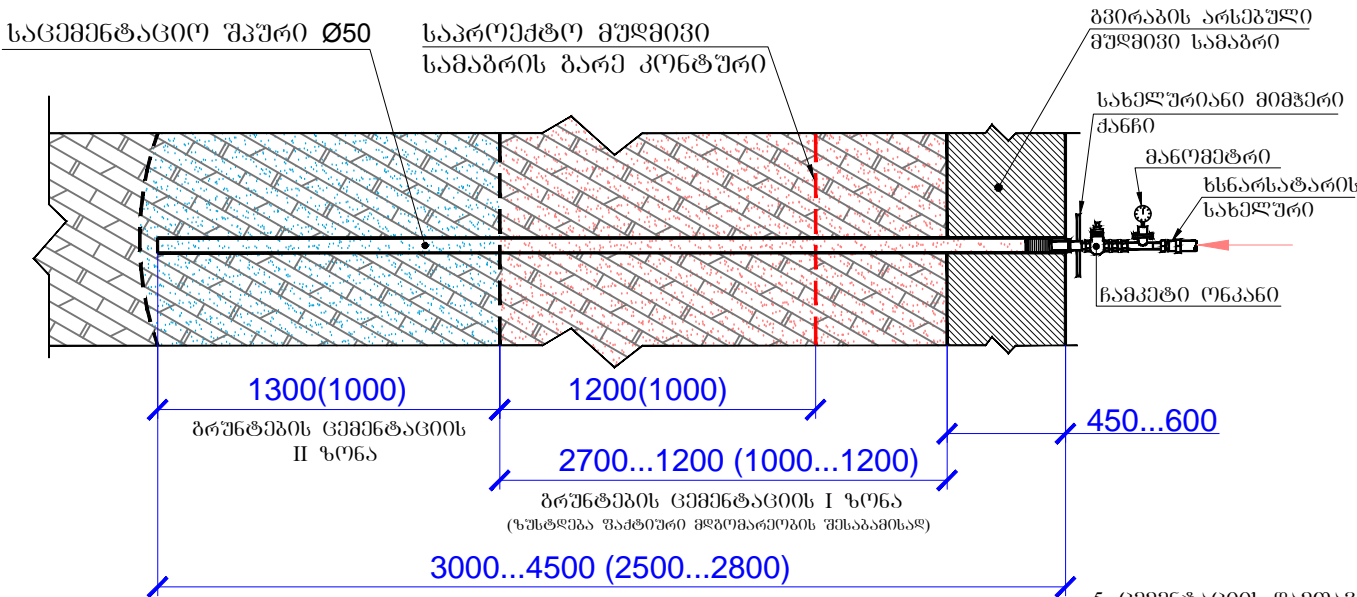 საცემენტაციო შპური Ø50
საპროექტო მუდმივი
სამაგრის გარე კონტური
გვირაბის არსებული
მუდმივი სამაგრი
სახელურიანი მიმჭერი
ქანჩი
მანომეტრი
ხსნარსატარის
სახელური
ჩამკეტი ონკანი
1300(1000)
1200(1000)
450...600
გრუნტების ცემენტაციის
II ზონა
2700...1200 (1000...1200)
გრუნტების ცემენტაციის I ზონა
(ზუსტდება ფაქტიური მდგომარეობის შესაბამისად)
3000...4500 (2500...2800)